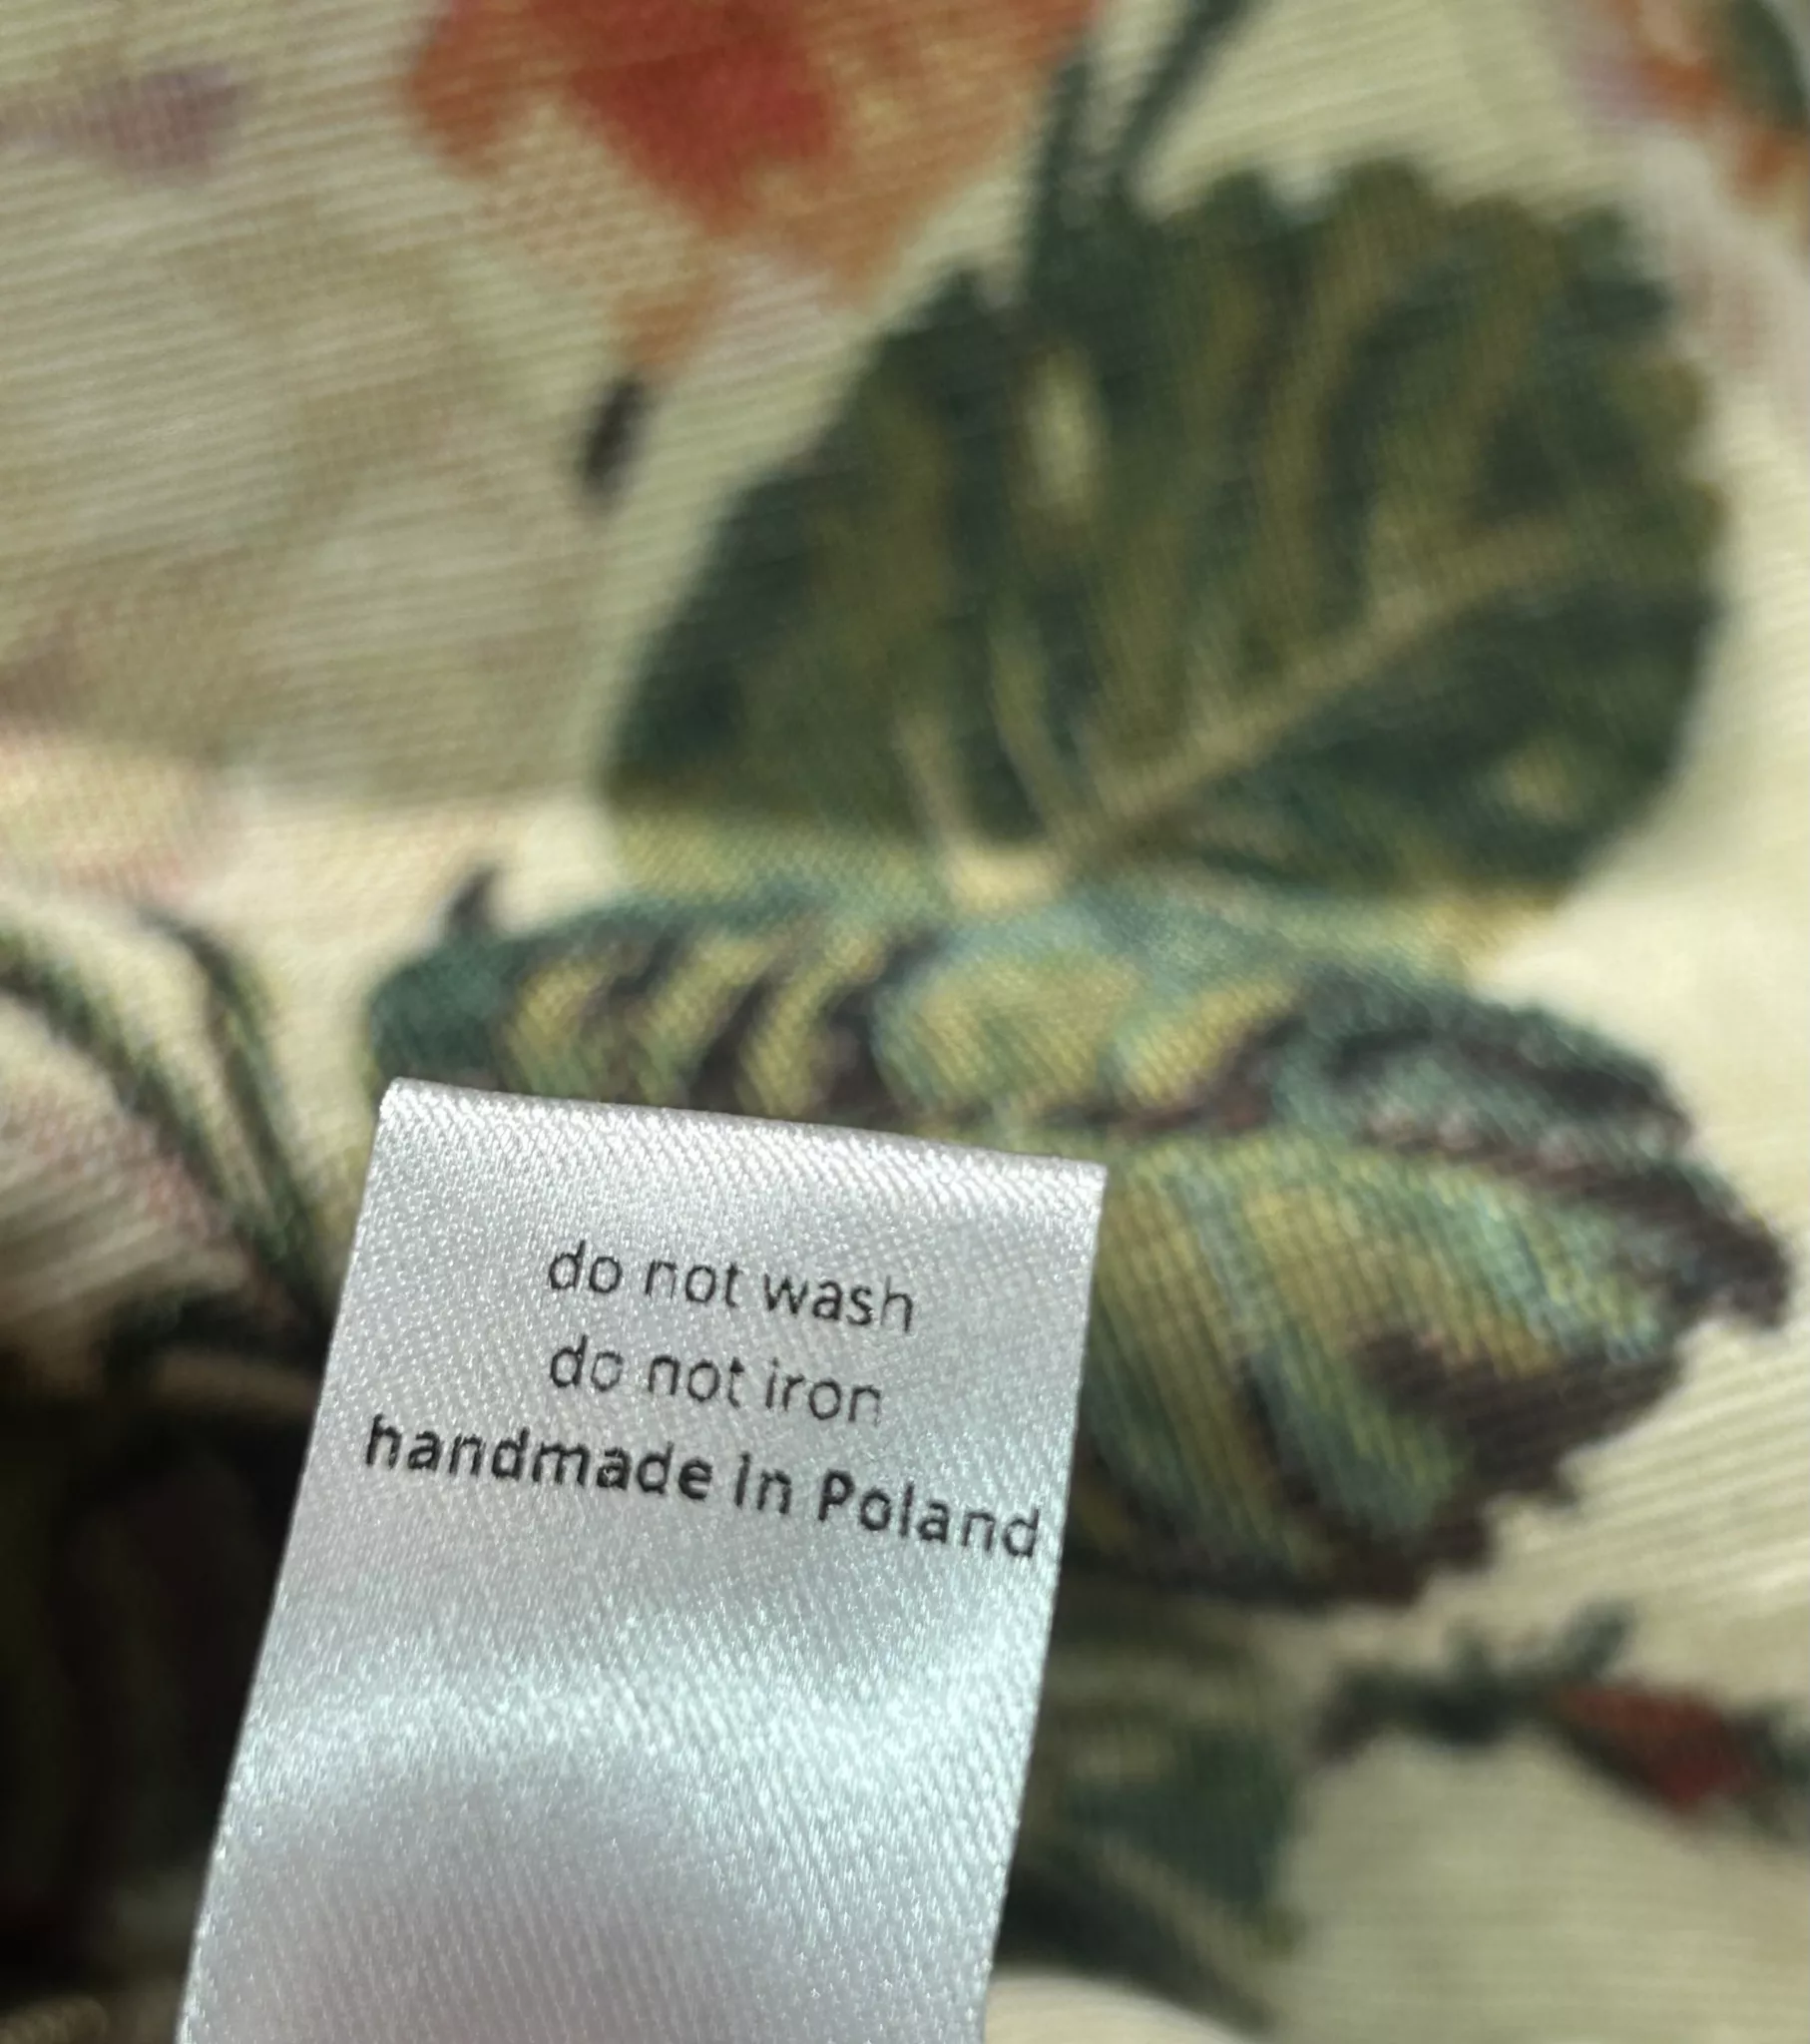 do not wash
do not iron
handmade in Poland